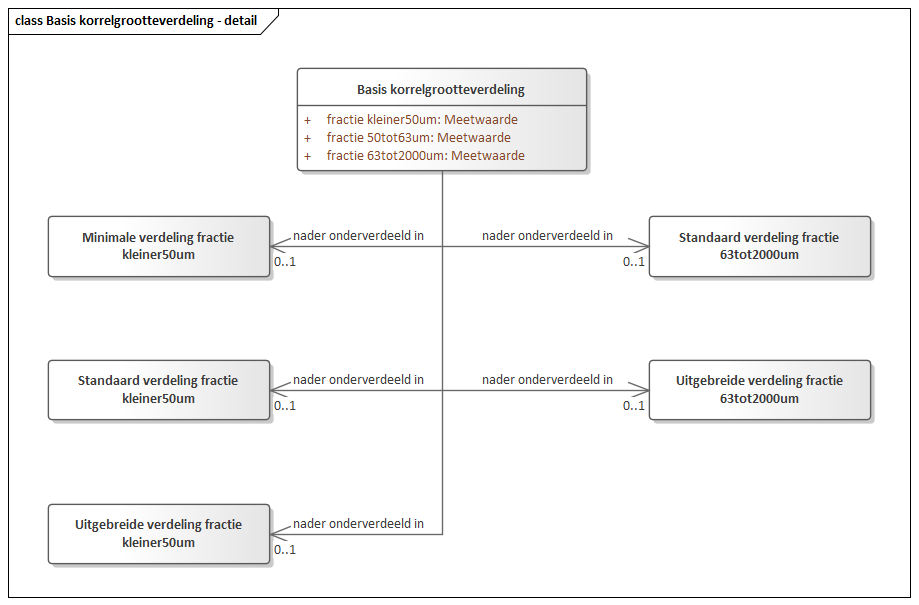 class Basis korrelgrootteverdeling - detail
Basis korrelgrootteverdeling
+ fractie kleiner50um: Meetwaarde
+ fractie 50tot63um: Meetwaarde
+ fractie 63tot2000um: Meetwaarde
Minimale verdeling fractie
kleiner50um
nader onderverdeeld in
0..1
nader onderverdeeld in
0..1
Standaard verdeling fractie
63tot2000um
Standaard verdeling fractie
kleiner50um
nader onderverdeeld in
0..1
nader onderverdeeld in
0..1
Uitgebreide verdeling fractie
63tot2000um
Uitgebreide verdeling fractie
kleiner50um
nader onderverdeeld in
0..1